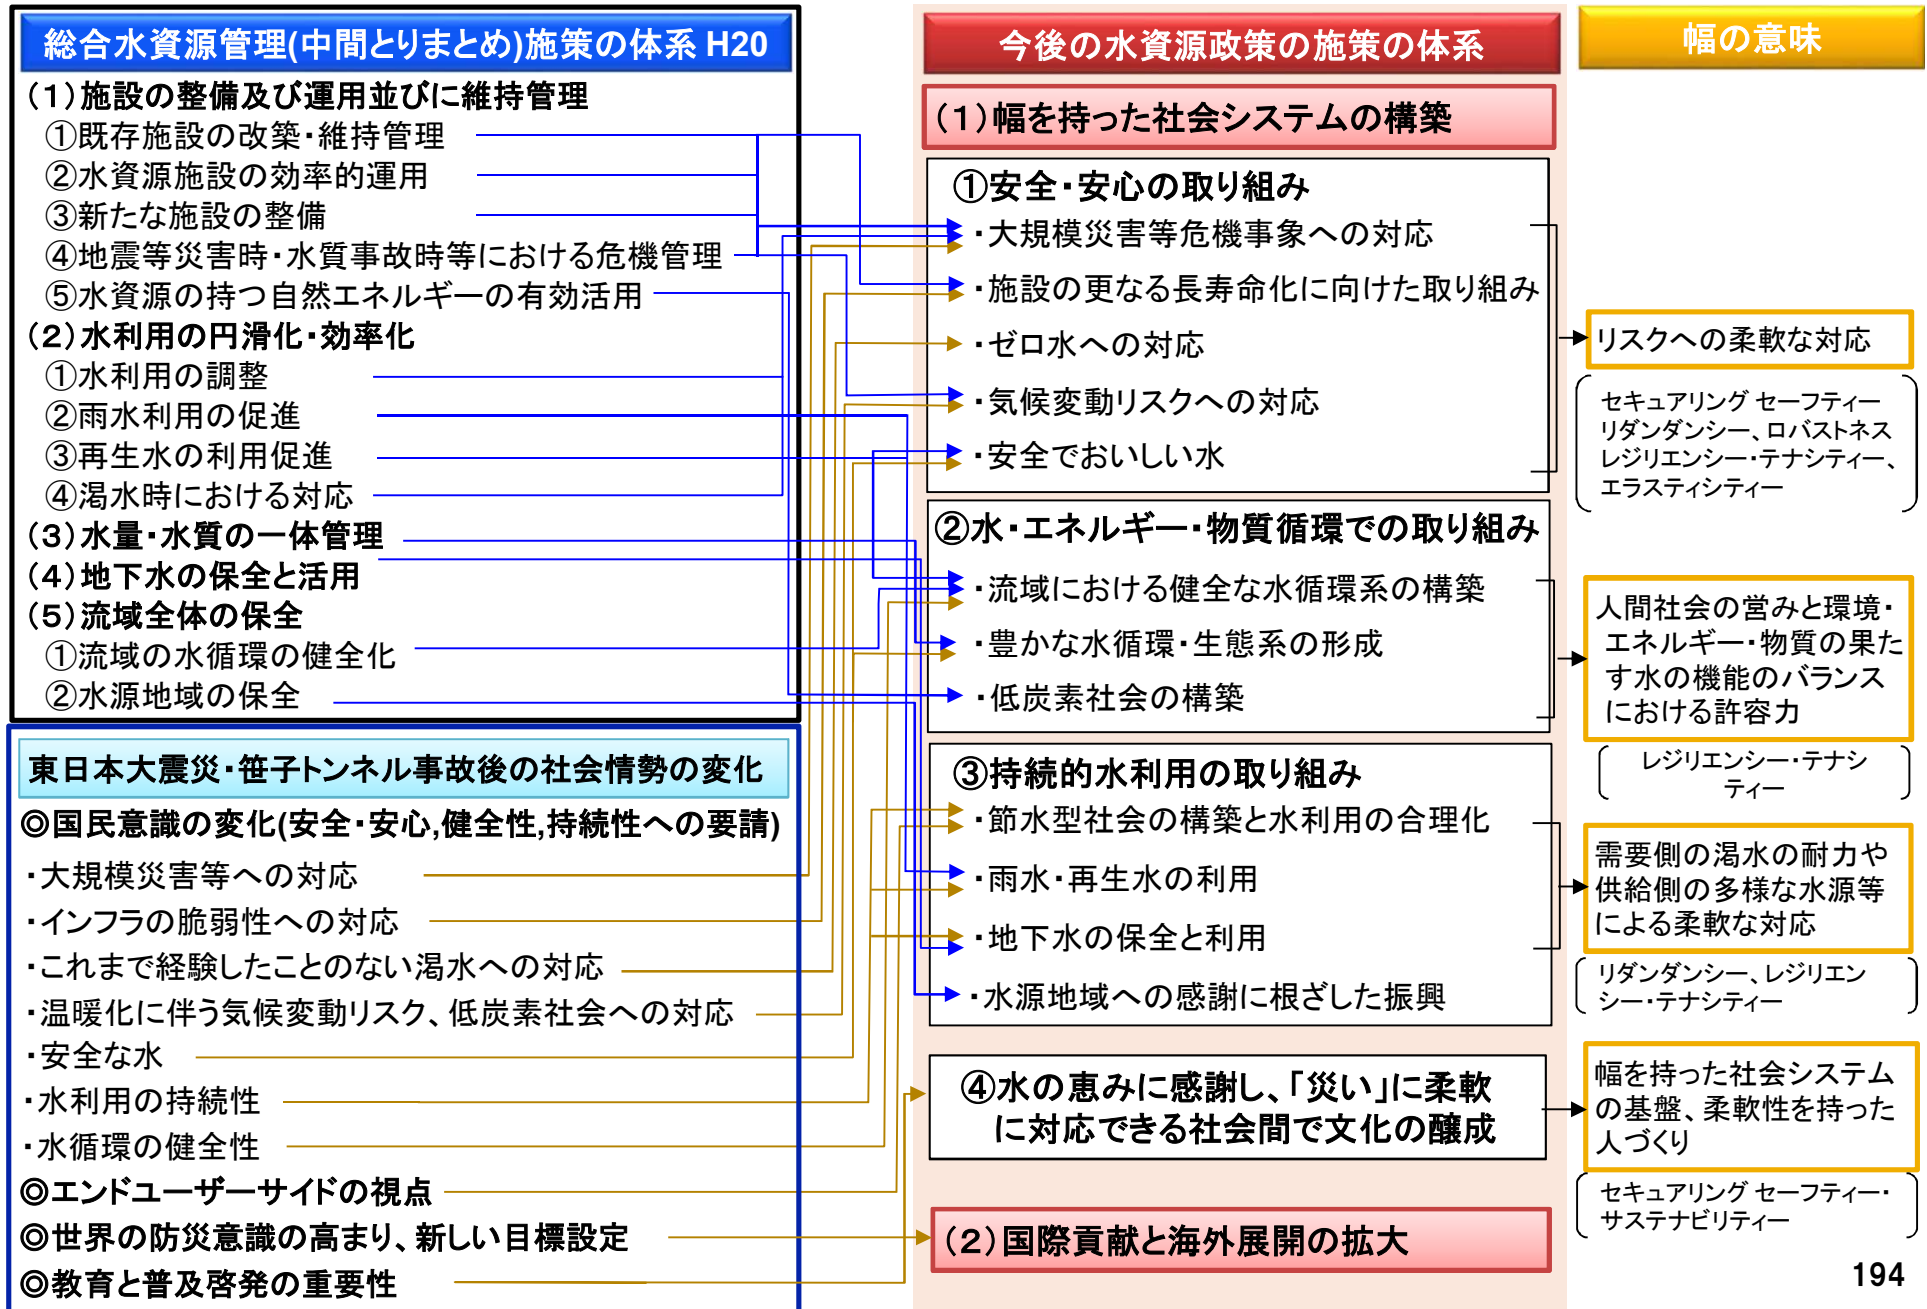 総合水資源管理(中間とりまとめ)施策の体系 H20
(1)施設の整備及び運用並びに維持管理
①既存施設の改築・維持管理
②水資源施設の効率的運用
③新たな施設の整備
④地震等災害時・水質事故時等における危機管理
⑤水資源の持つ自然エネルギーの有効活用
(2)水利用の円滑化・効率化
①水利用の調整
②雨水利用の促進
③再生水の利用促進
④渇水時における対応
(3)水量・水質の一体管理
(4)地下水の保全と活用
(5)流域全体の保全
①流域の水循環の健全化
②水源地域の保全
東日本大震災・笹子トンネル事故後の社会情勢の変化
◎国民意識の変化(安全・安心,健全性,持続性への要請)
・大規模災害等への対応
・インフラの脆弱性への対応
・これまで経験したことのない渇水への対応
・温暖化に伴う気候変動リスク、低炭素社会への対応
・安全な水
・水利用の持続性
・水循環の健全性
◎エンドユーザーサイドの視点
◎世界の防災意識の高まり、新しい目標設定
◎教育と普及啓発の重要性
今後の水資源政策の施策の体系
(1)幅を持った社会システムの構築
①安全・安心の取り組み
・大規模災害等危機事象への対応
・施設の更なる長寿命化に向けた取り組み
・ゼロ水への対応
・気候変動リスクへの対応
・安全でおいしい水
②水・エネルギー・物質循環での取り組み
・流域における健全な水循環系の構築
・豊かな水循環・生態系の形成
・低炭素社会の構築
③持続的水利用の取り組み
・節水型社会の構築と水利用の合理化
・雨水・再生水の利用
・地下水の保全と利用
・水源地域への感謝に根ざした振興
④水の恵みに感謝し、「災い」に柔軟
に対応できる社会間で文化の醸成
(2)国際貢献と海外展開の拡大
幅の意味
リスクへの柔軟な対応
セキュアリング セーフティー
リダンダンシー、ロバストネス
レジリエンシー・テナシティー、
エラスティシティー
人間社会の営みと環境・
エネルギー・物質の果た
す水の機能のバランス
における許容力
レジリエンシー・テナシ
ティー
需要側の渇水の耐力や
供給側の多様な水源等
による柔軟な対応
リダンダンシー、レジリエン
シー・テナシティー
幅を持った社会システム
の基盤、柔軟性を持った
人づくり
セキュアリング セーフティー・
サステナビリティー
194